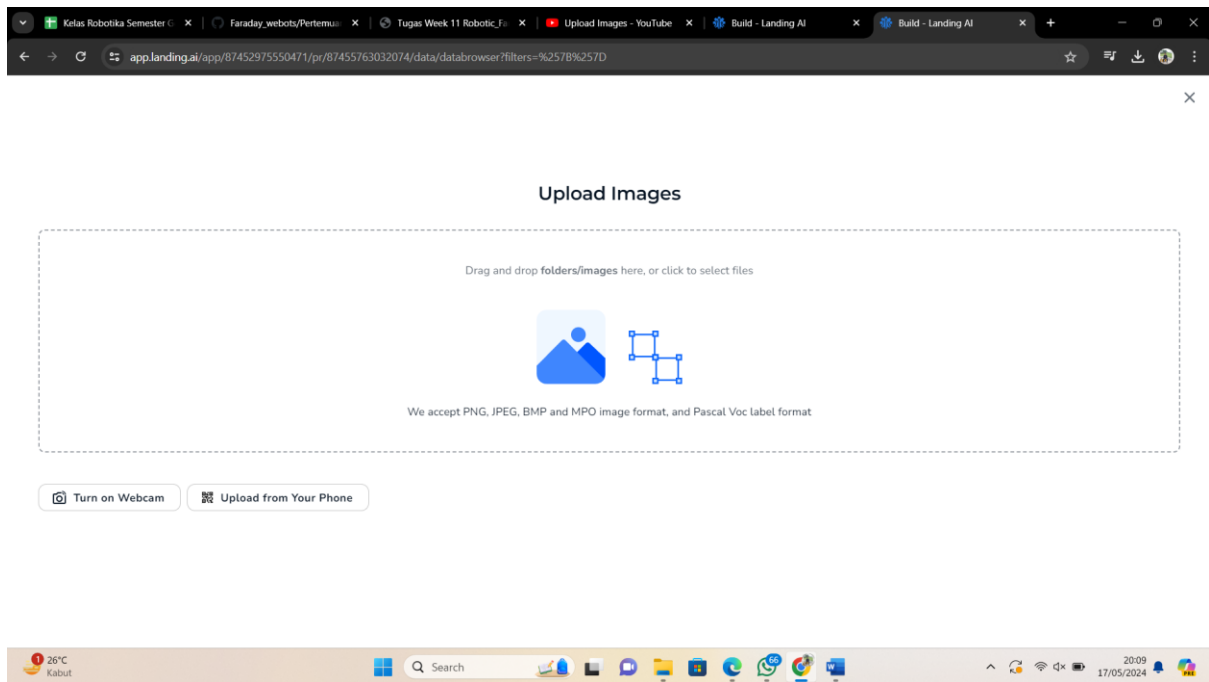 Kelas Robotika Semester G
Faraday_webots/Pertemua
Tugas Week 11 Robotic_Fa
Upload Images - YouTube
Build - Landing AI
Build - Landing AI
app.landing.ai/app/87452975550471/pr/87455763032074/data/databrowser?filters=%257B%257D
Upload Images
Drag and drop folders/images here, or click to select files
We accept PNG, JPEG, BMP and MPO image format, and Pascal Voc label format
Turn on Webcam
Upload from Your Phone
1
26°C
Kabut
Search
66
20:09
17/05/2024
PRE